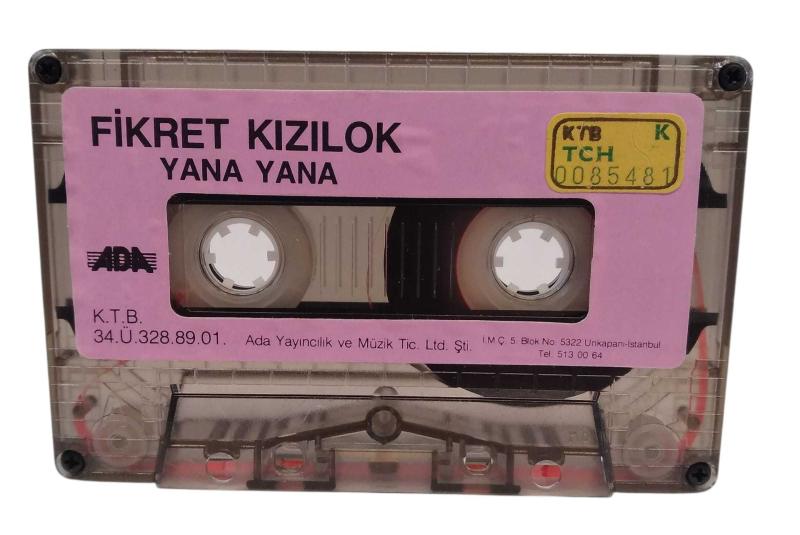 FİKRET KIZILOK
YANA YANA
KTB K
TCH
0085481
ADA
K.T.B.
34.Ü.328.89.01.
Ada Yayıncılık ve Müzik Tic. Ltd. Şti.
İ.M.Ç. 5. Blok No. 5322 Unkapanı-İstanbul
Tel. 513 00 64